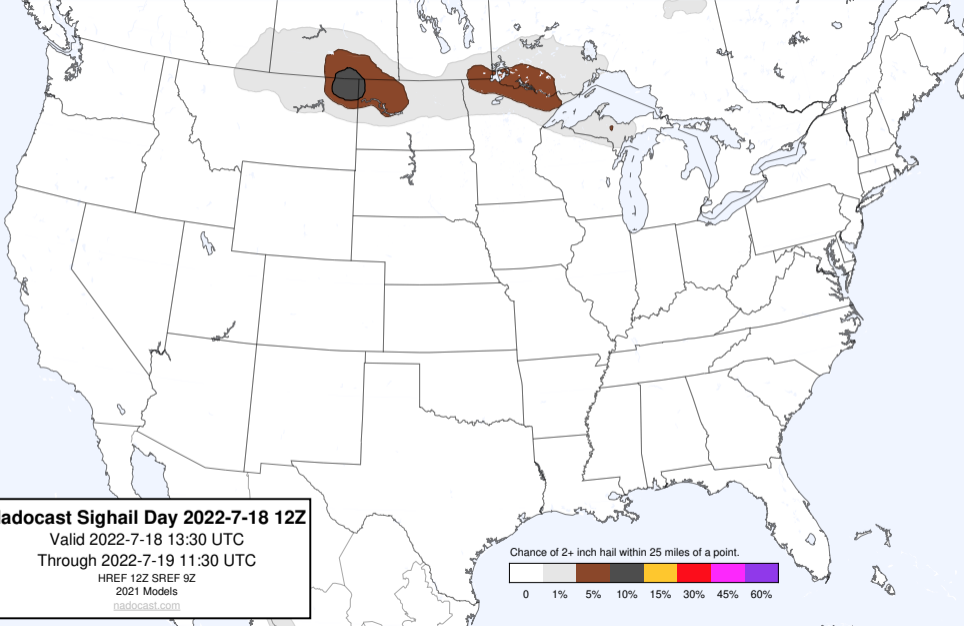 adocast Sighail Day 2022-7-18 12Z
Valid 2022-7-18 13:30 UTC
Through 2022-7-19 11:30 UTC
HREF 12Z SREF 9Z
2021 Models
nadocast.com
Chance of 2+ inch hail within 25 miles of a point.
0 1% 5% 10% 15% 30% 45% 60%